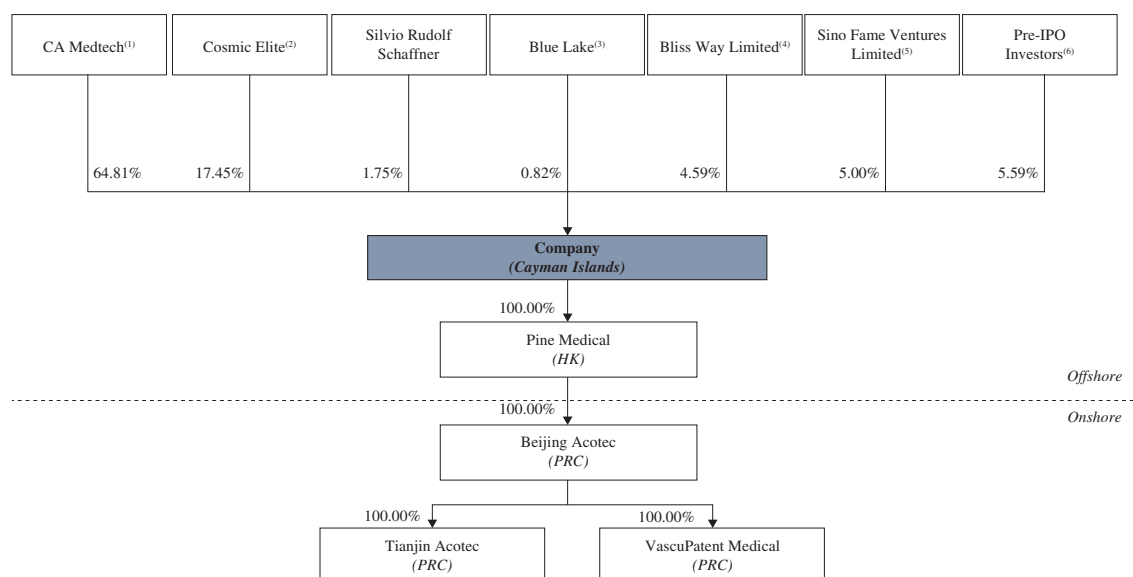 CA Medtech(1)
Cosmic Elite(2)
Silvio Rudolf
Schaffner
Blue Lake(3)
Bliss Way Limited(4)
Sino Fame Ventures
Limited(5)
Pre-IPO
Investors(6)
64.81%
17.45%
1.75%
0.82%
4.59%
5.00%
5.59%
Company
(Cayman Islands)
100.00%
Pine Medical
(HK)
Offshore
100.00%
Onshore
Beijing Acotec
(PRC)
100.00%
100.00%
Tianjin Acotec
(PRC)
VascuPatent Medical
(PRC)